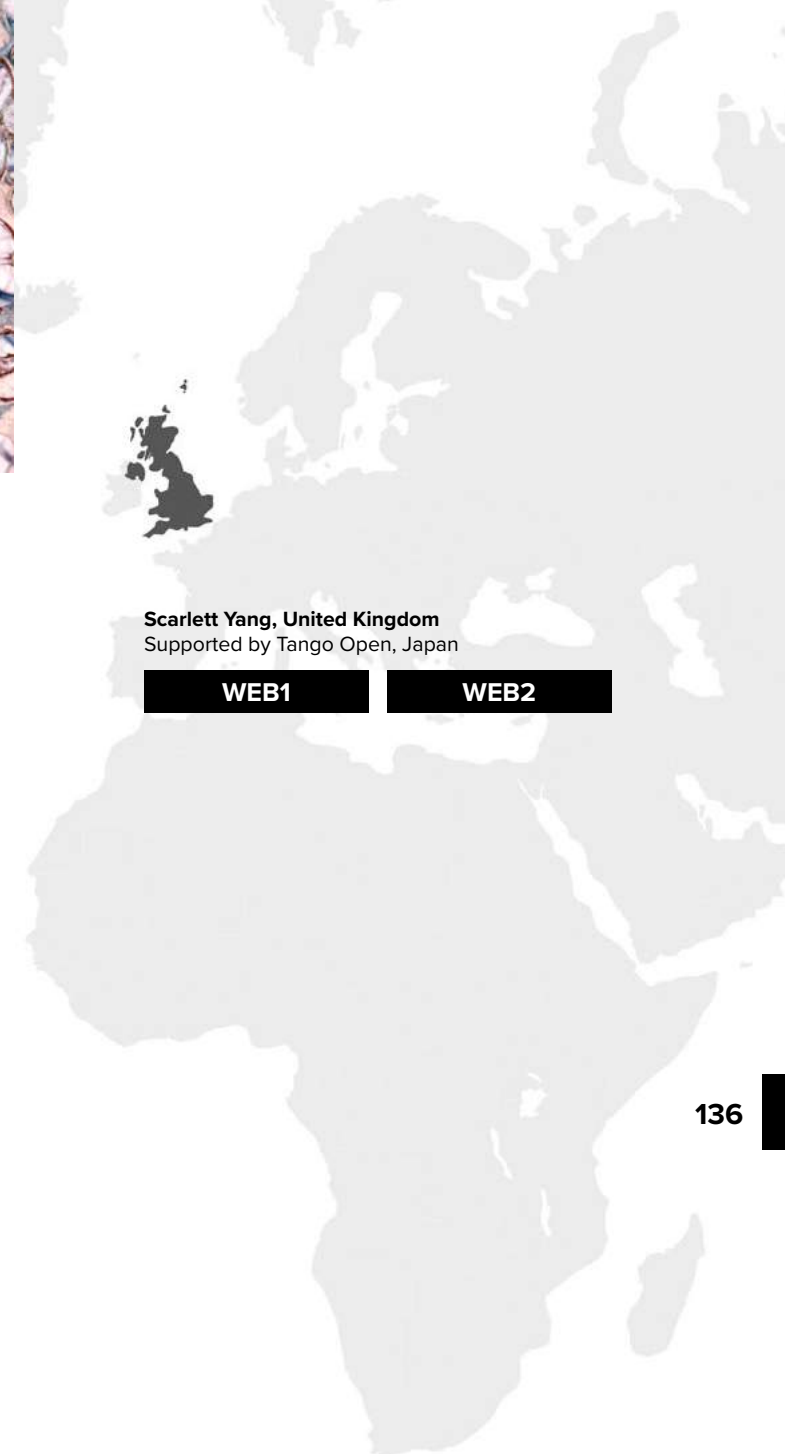 Scarlett Yang, United Kingdom
Supported by Tango Open, Japan
WEB1 WEB2
136